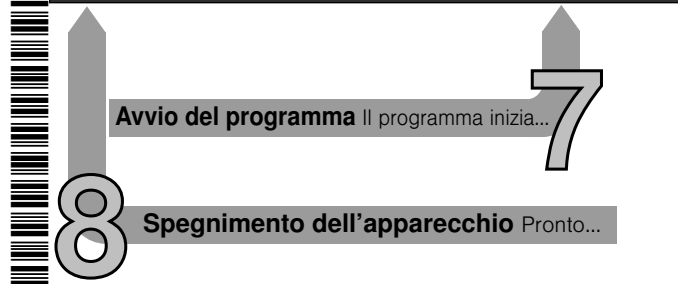 7
Avvio del programma Il programma inizia...
8
Spegnimento dell'apparecchio Pronto...